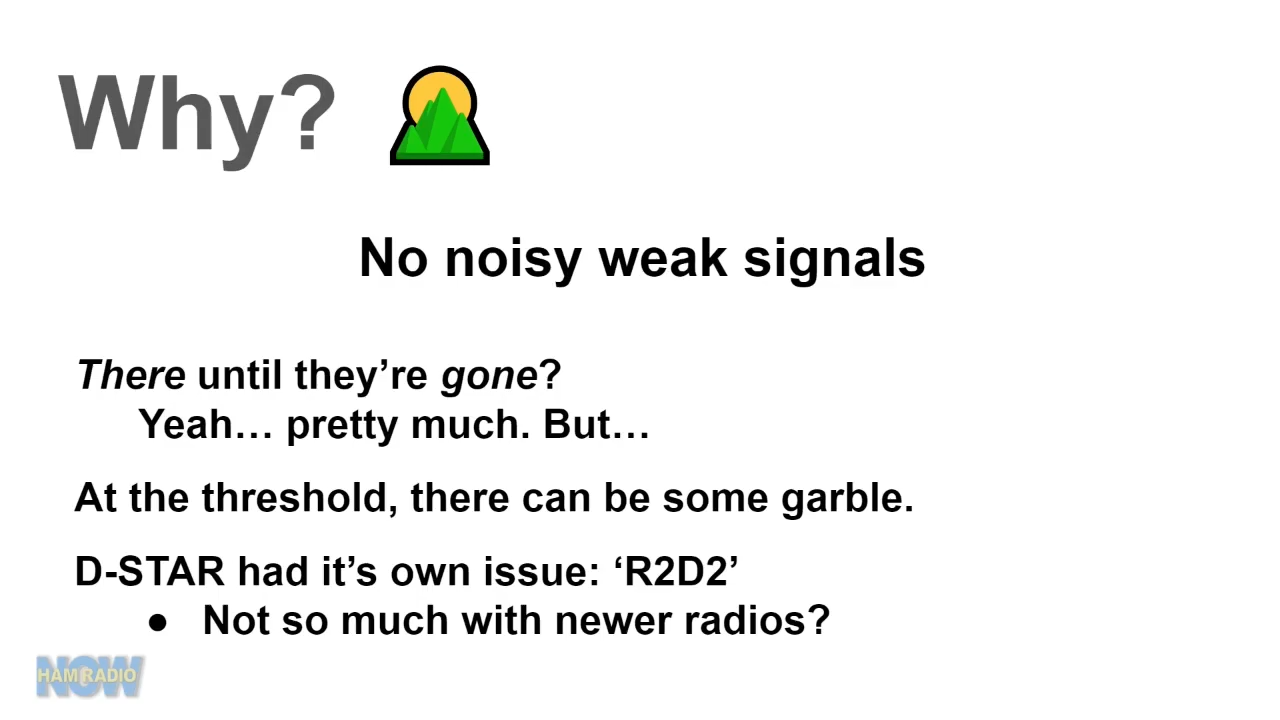 Why?
No noisy weak signals
There until they’re gone?
Yeah… pretty much. But…
At the threshold, there can be some garble.
D-STAR had it’s own issue: ‘R2D2’
● Not so much with newer radios?
NOW
HAM RADIO